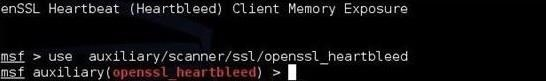 enSSL Heartbeat (Heartbleed) Client Memory Exposure
msf > use  auxiliary/scanner/ssl/openssl_heartbleed
msf auxiliary(openssl_heartbleed) >